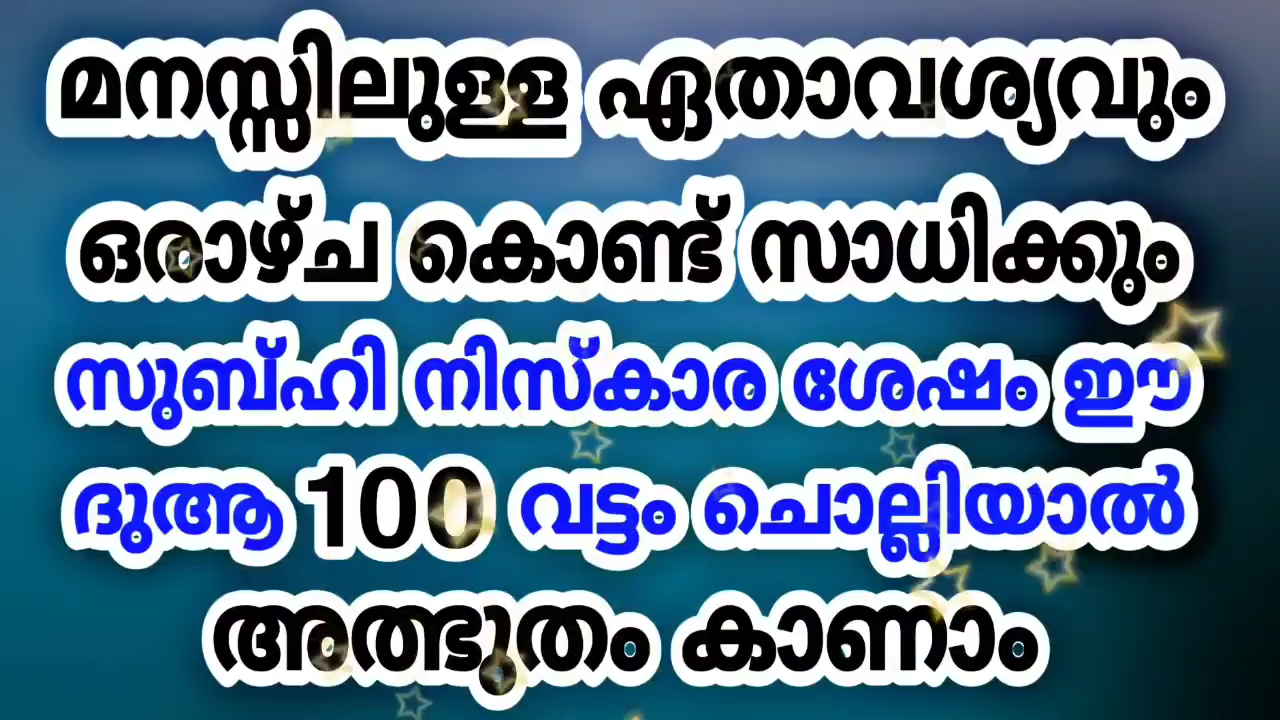 മനസ്സിലുള്ള ഏതാവശ്യവും
ഒരാഴ്ച കൊണ്ട് സാധിക്കും
സുബ്ഹി നിസ്കാര ശേഷം ഈ
ദുആ 100 വട്ടം ചൊല്ലിയാൽ
അത്ഭുതം കാണാം